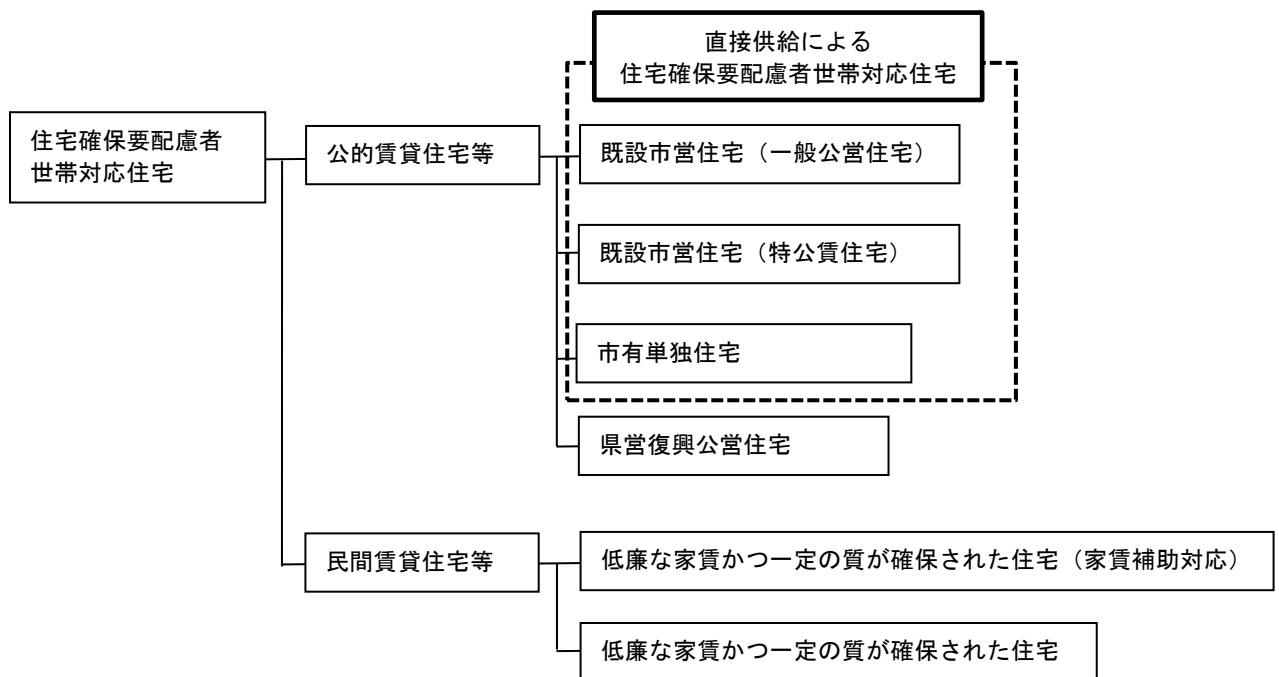 直接供給による
住宅確保要配慮者世帯対応住宅
住宅確保要配慮者
世帯対応住宅
公的賃貸住宅等
既設市営住宅（一般公営住宅）
既設市営住宅（特公賃住宅）
市有単独住宅
県営復興公営住宅
民間賃貸住宅等
低廉な家賃かつ一定の質が確保された住宅（家賃補助対応）
低廉な家賃かつ一定の質が確保された住宅